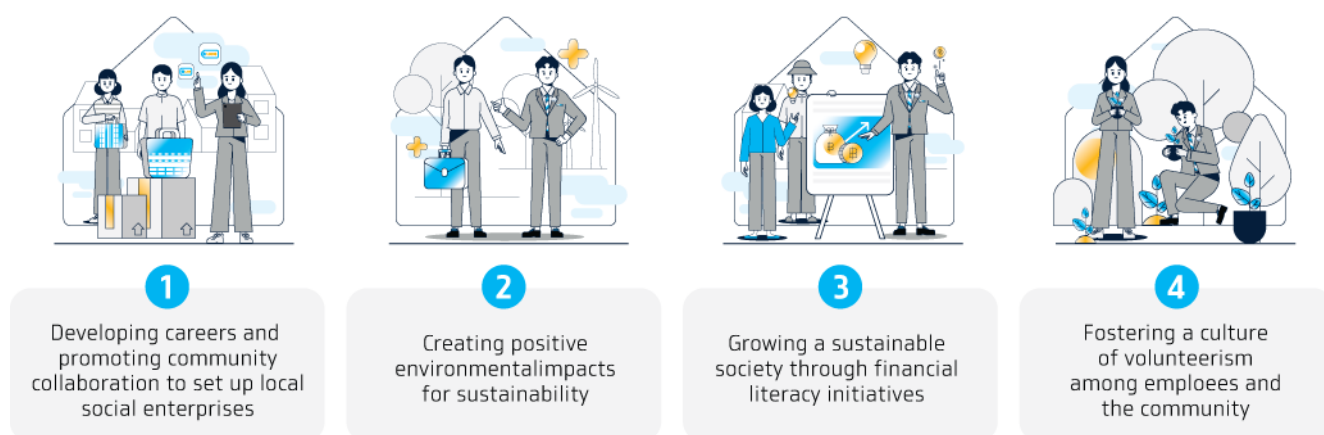 1
Developing careers and
promoting community
collaboration to set up local
social enterprises
2
Creating positive
environmentalimpacts
for sustainability
3
Growing a sustainable
society through financial
literacy initiatives
4
Fostering a culture
of volunteerism
among emploees and
the community